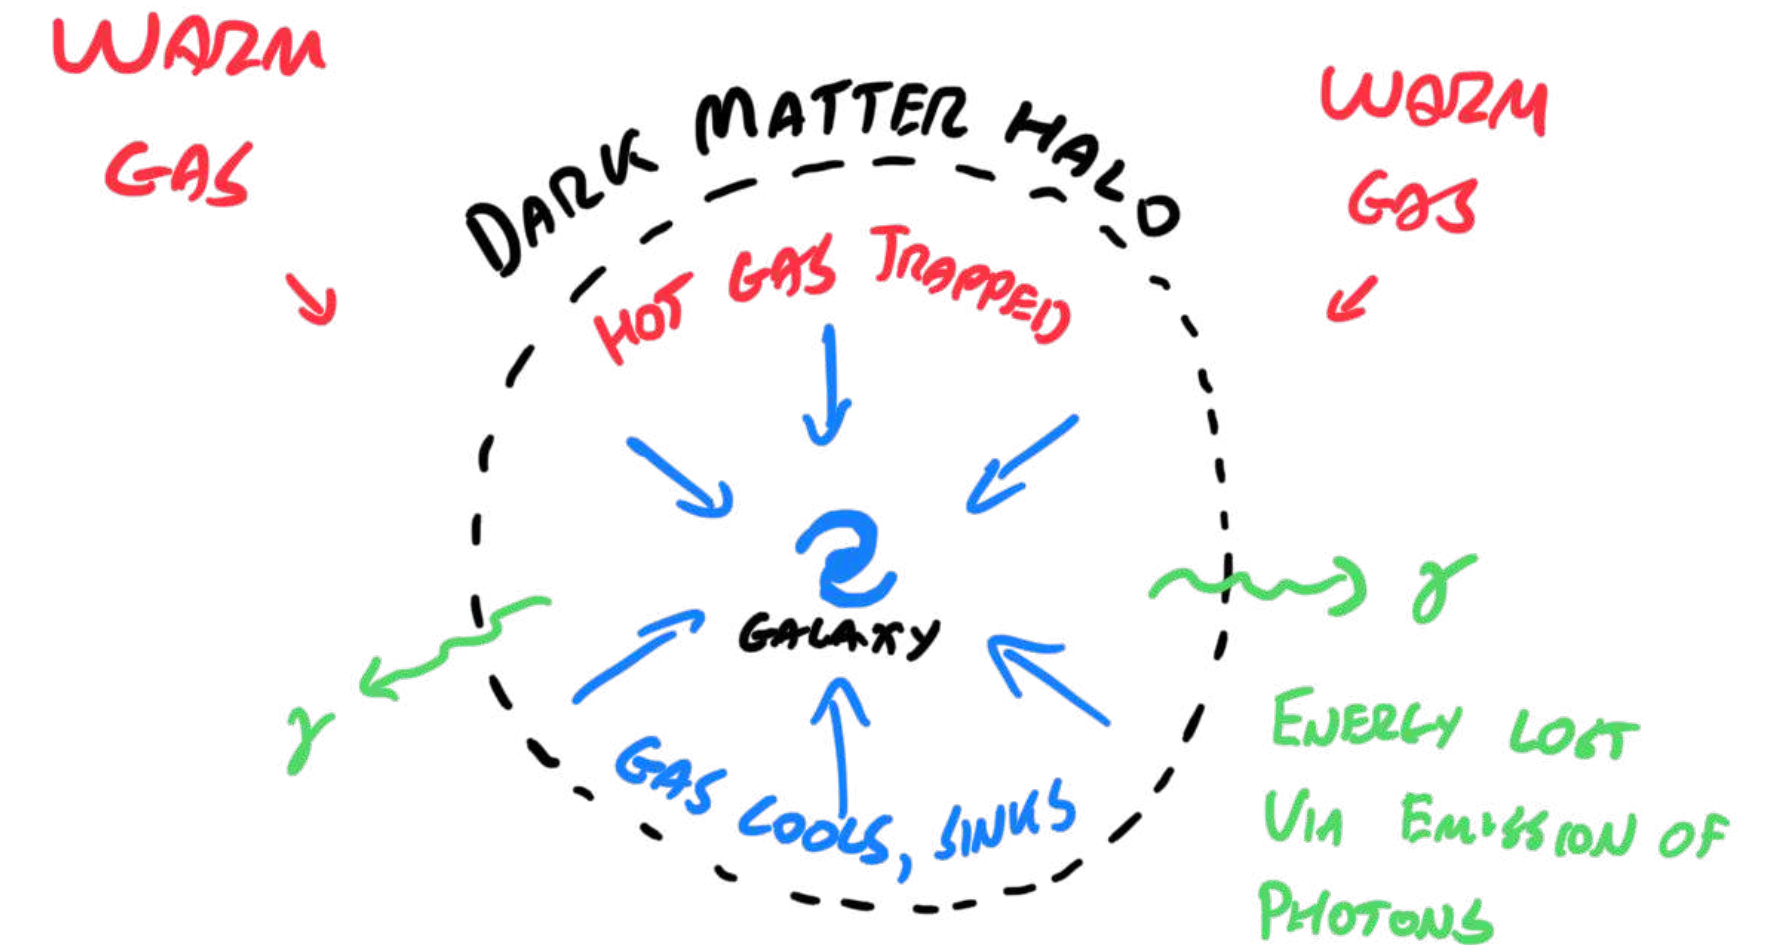 WARM
GAS
DARK MATTER HALO
WARM
GAS
HOT GAS TRAPPED
GALAXY
γ
γ
GAS COOLS, SINKS
ENERGY LOST
VIA EMISSION OF
PHOTONS